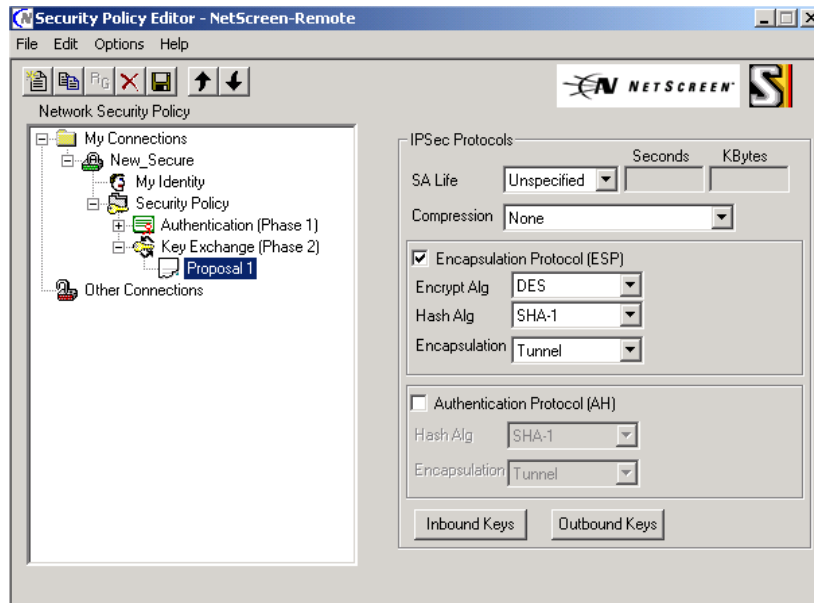 Security Policy Editor - NetScreen-Remote
File Edit Options Help
NETSCREEN
Network Security Policy
My Connections
New_Secure
My Identity
Security Policy
Authentication (Phase 1)
Key Exchange (Phase 2)
Proposal 1
Other Connections
IPSec Protocols
Seconds KBytes
SA Life Unspecified
Compression None
Encapsulation Protocol (ESP)
Encrypt Alg DES
Hash Alg SHA-1
Encapsulation Tunnel
Authentication Protocol (AH)
Hash Alg SHA-1
Encapsulation Tunnel
Inbound Keys Outbound Keys